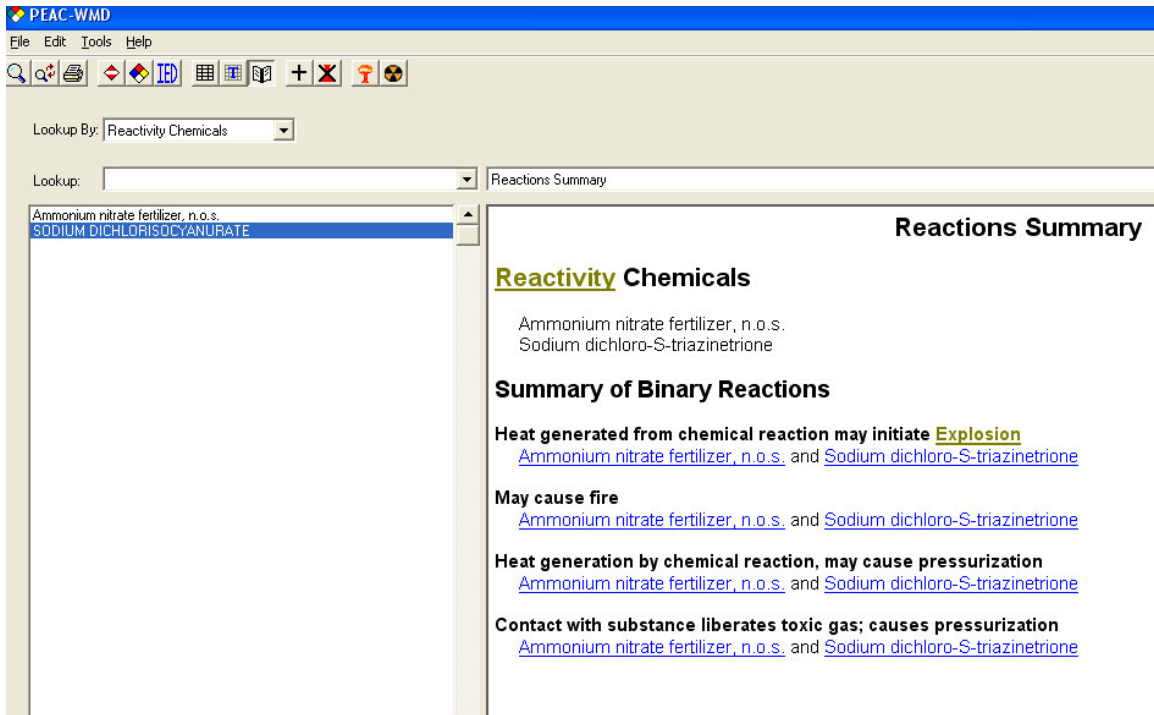 PEAC-WMD
File Edit Tools Help
IED
Lookup By: Reactivity Chemicals
Lookup:
Reactions Summary
Ammonium nitrate fertilizer, n.o.s.
SODIUM DICHLORISOCYANURATE
Reactions Summary
Reactivity Chemicals
Ammonium nitrate fertilizer, n.o.s.
Sodium dichloro-S-triazinetrione
Summary of Binary Reactions
Heat generated from chemical reaction may initiate Explosion
Ammonium nitrate fertilizer, n.o.s. and Sodium dichloro-S-triazinetrione
May cause fire
Ammonium nitrate fertilizer, n.o.s. and Sodium dichloro-S-triazinetrione
Heat generation by chemical reaction, may cause pressurization
Ammonium nitrate fertilizer, n.o.s. and Sodium dichloro-S-triazinetrione
Contact with substance liberates toxic gas; causes pressurization
Ammonium nitrate fertilizer, n.o.s. and Sodium dichloro-S-triazinetrione